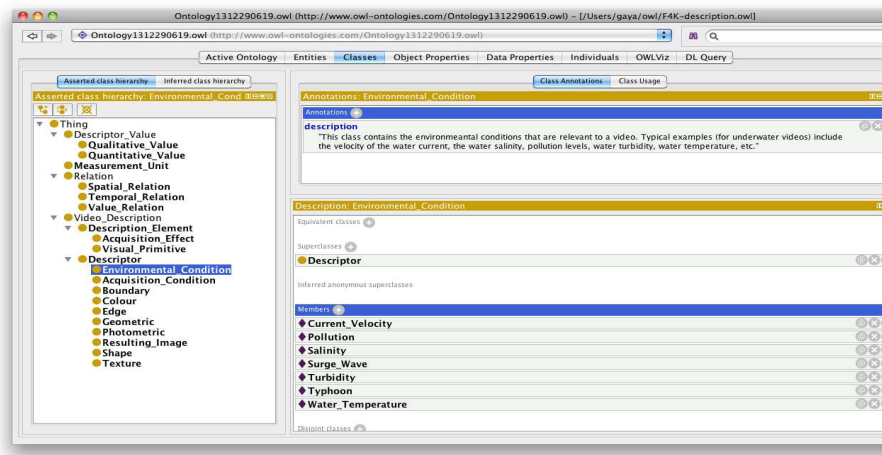 Ontology1312290619.owl (http://www.owl-ontologies.com/Ontology1312290619.owl) – [/Users/gaya/owl/F4K-description.owl]
Ontology1312290619.owl (http://www.owl-ontologies.com/Ontology1312290619.owl)
Active Ontology Entities Classes Object Properties Data Properties Individuals OWLViz DL Query
Asserted class hierarchy Inferred class hierarchy
Asserted class hierarchy: Environmental_Cond
Thing
Descriptor_Value
Qualitative_Value
Quantitative_Value
Measurement_Unit
Relation
Spatial_Relation
Temporal_Relation
Value_Relation
Video_Description
Description_Element
Acquisition_Effect
Visual_Primitive
Descriptor
Environmental_Condition
Acquisition_Condition
Boundary
Colour
Edge
Geometric
Photometric
Resulting_Image
Shape
Texture
Class Annotations Class Usage
Annotations: Environmental_Condition
Annotations
description
"This class contains the environmeantal conditions that are relevant to a video. Typical examples (for underwater videos) include
the velocity of the water current, the water salinity, pollution levels, water turbidity, water temperature, etc."
Description: Environmental_Condition
Equivalent classes
Superclasses
Descriptor
Inferred anonymous superclasses
Members
Current_Velocity
Pollution
Salinity
Surge_Wave
Turbidity
Typhoon
Water_Temperature
Disjoint classes